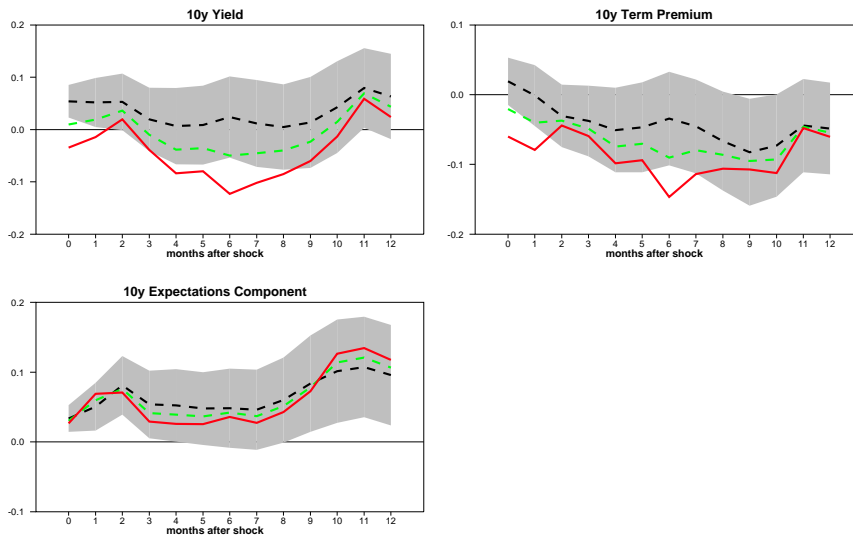 10y Yield
0.2
0.1
0.0
-0.1
-0.2
0 1 2 3 4 5 6 7 8 9 10 11 12
months after shock
10y Term Premium
0.1
0.0
-0.1
-0.2
0 1 2 3 4 5 6 7 8 9 10 11 12
months after shock
10y Expectations Component
0.2
0.1
0.0
-0.1
0 1 2 3 4 5 6 7 8 9 10 11 12
months after shock